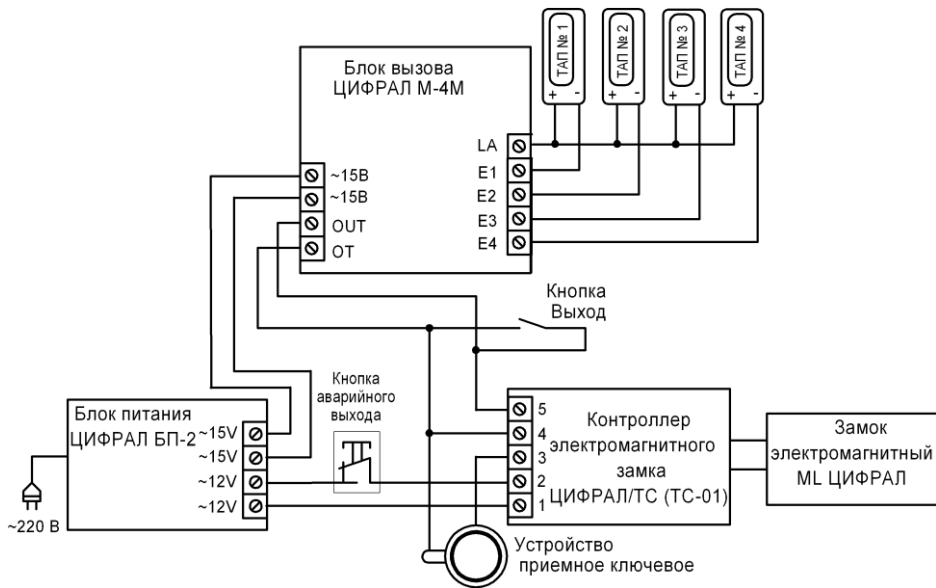 ТАП № 1
ТАП № 2
ТАП № 3
ТАП № 4
+ -
+ -
+ -
+ -
Блок вызова
ЦИФРАЛ М-4М
LA
E1
E2
E3
E4
~15В
~15В
OUT
OT
Кнопка
Выход
Кнопка
аварийного
выхода
Блок питания
ЦИФРАЛ БП-2
~15V
~15V
~12V
~12V
~220 В
5
4
3
2
1
Контроллер
электромагнитного
замка
ЦИФРАЛ/ТС (ТС-01)
Замок
электромагнитный
ML ЦИФРАЛ
Устройство
приемное ключевое